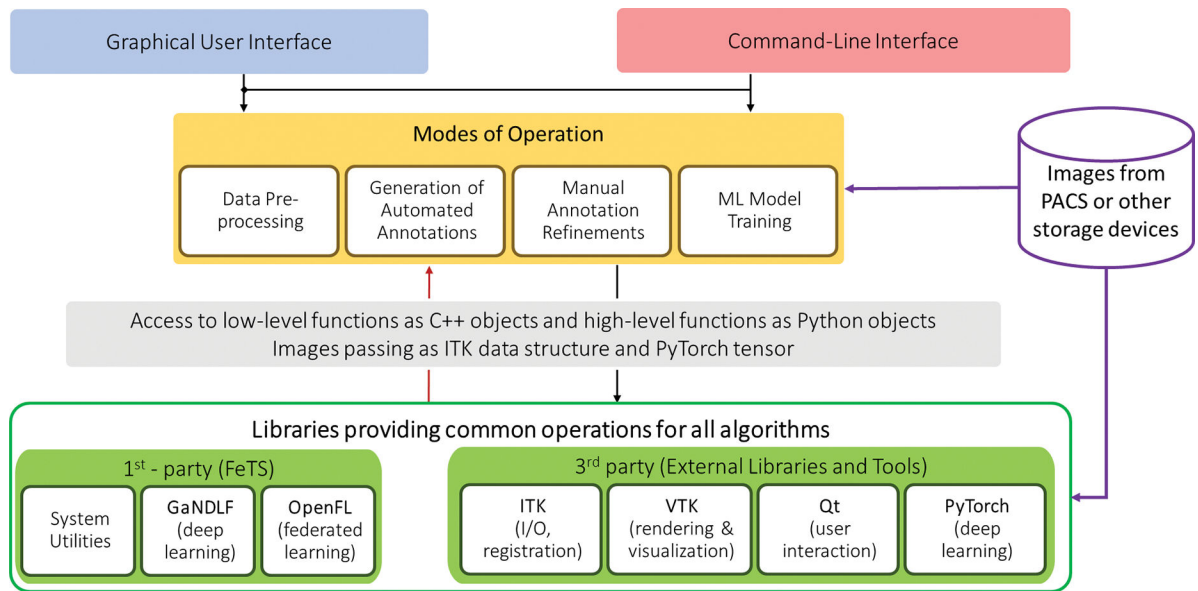 Graphical User Interface
Command-Line Interface
Modes of Operation
Data Pre-
processing
Generation of
Automated
Annotations
Manual
Annotation
Refinements
ML Model
Training
Images from
PACS or other
storage devices
Access to low-level functions as C++ objects and high-level functions as Python objects
Images passing as ITK data structure and PyTorch tensor
Libraries providing common operations for all algorithms
1st - party (FeTS)
System
Utilities
GaNDLF
(deep
learning)
OpenFL
(federated
learning)
3rd party (External Libraries and Tools)
ITK
(I/O,
registration)
VTK
(rendering &
visualization)
Qt
(user
interaction)
PyTorch
(deep
learning)